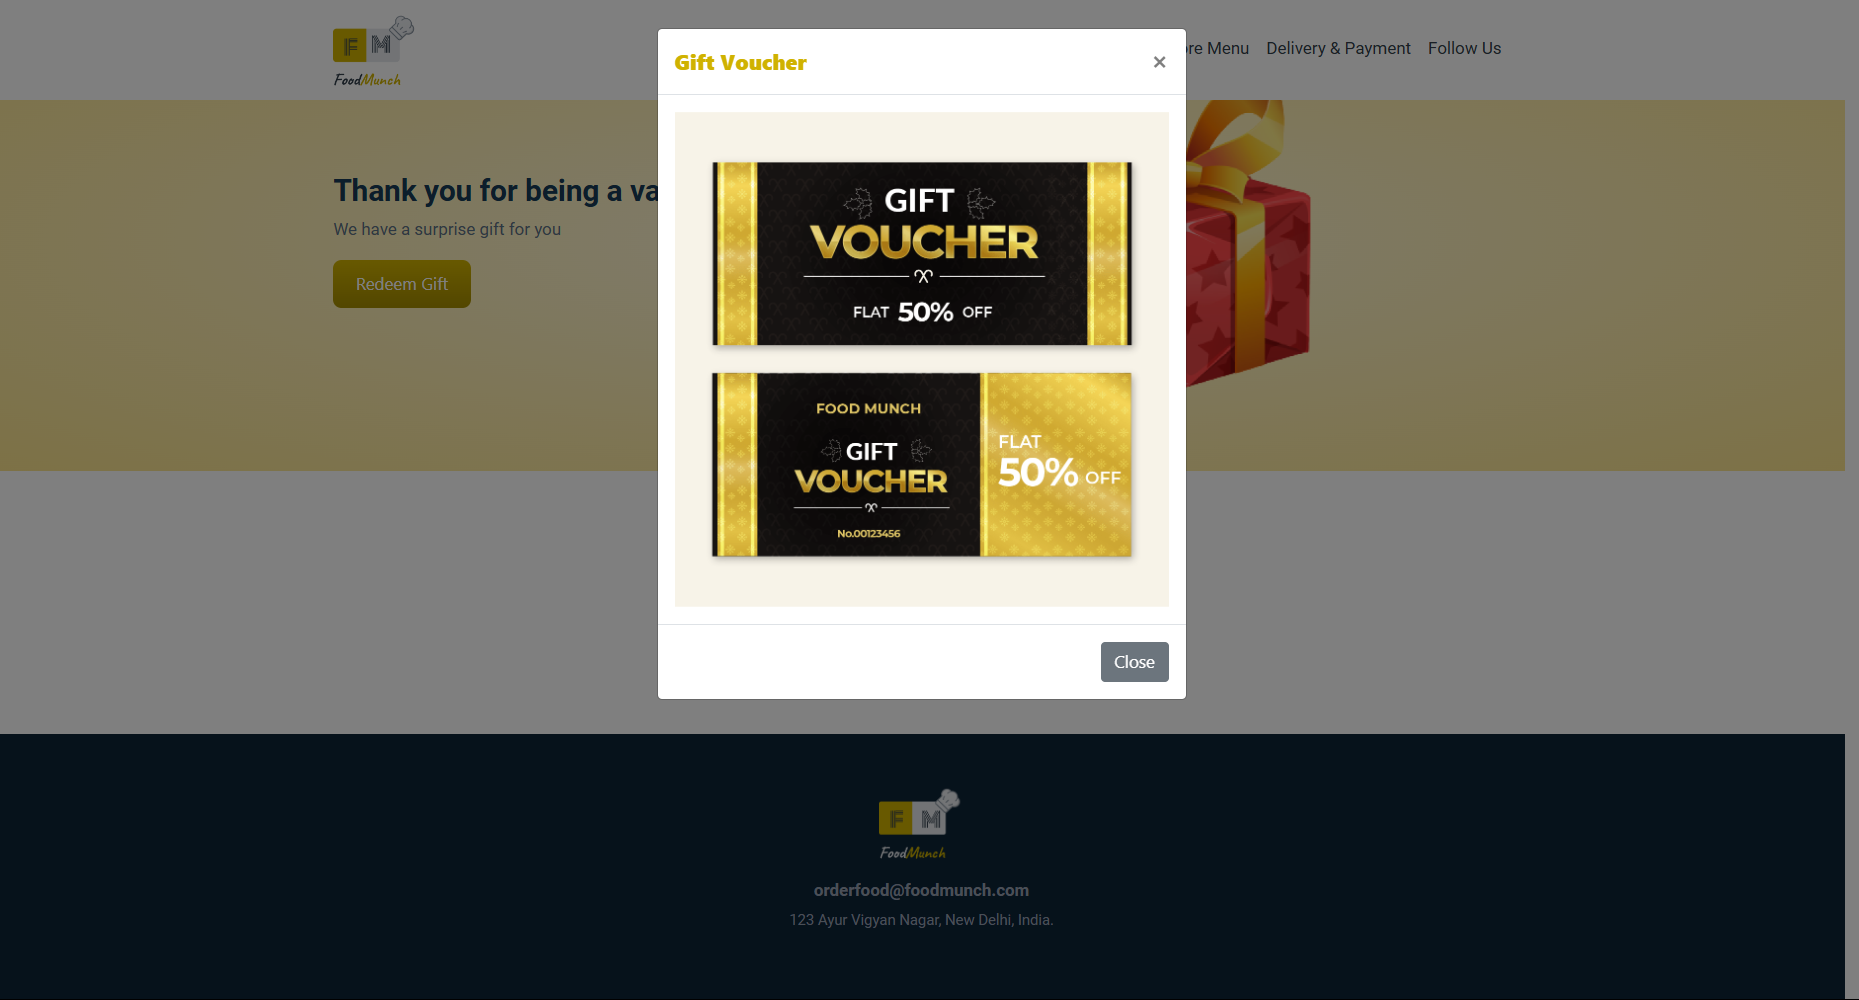 F M
FoodMunch
re Menu
Delivery & Payment
Follow Us
Thank you for being a va
We have a surprise gift for you
Redeem Gift
Gift Voucher
×
GIFT
VOUCHER
FLAT 50% OFF
FOOD MUNCH
GIFT
VOUCHER
No.00123456
FLAT
50% OFF
Close
F M
FoodMunch
orderfood@foodmunch.com
123 Ayur Vigyan Nagar, New Delhi, India.